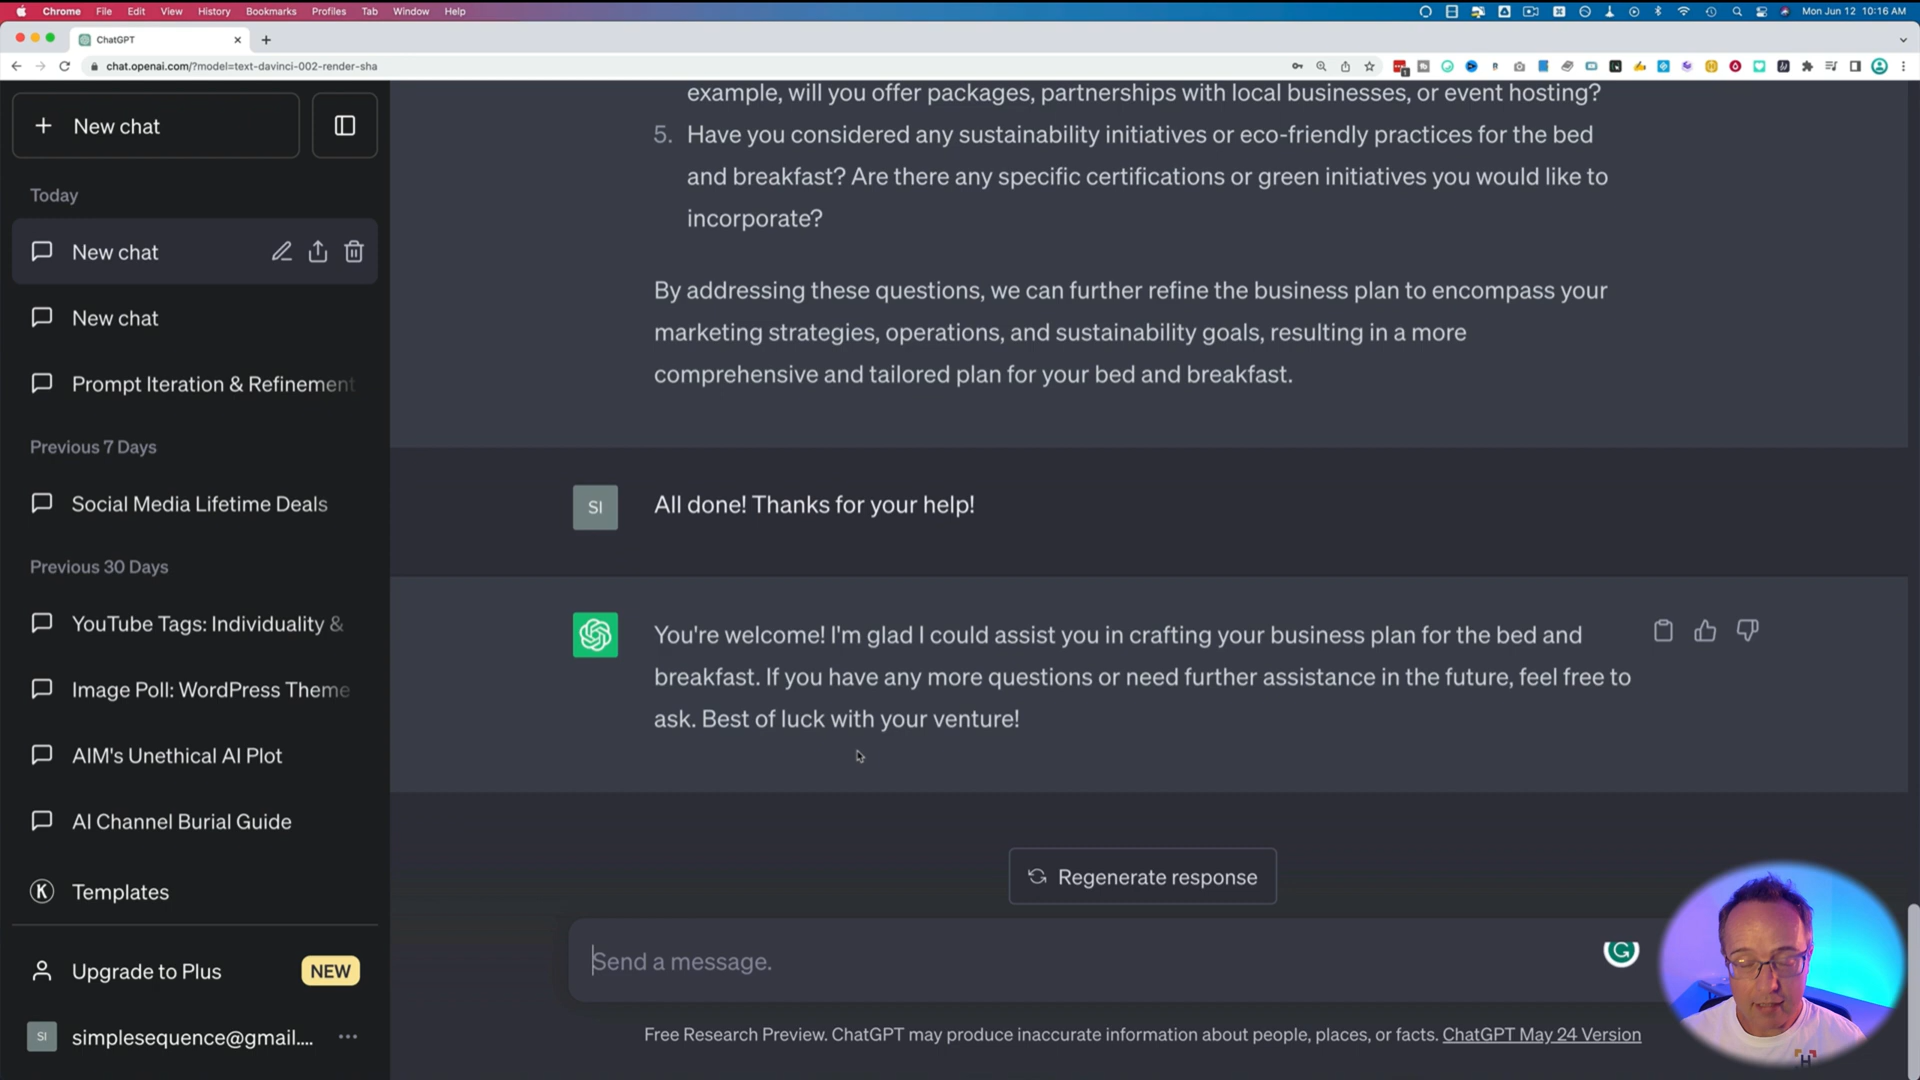 Chrome File Edit View History Bookmarks Profiles Tab Window Help
Mon Jun 12 10:16 AM
ChatGPT
chat.openai.com/?model=text-davinci-002-render-sha
New chat
Today
New chat
New chat
Prompt Iteration & Refinement
Previous 7 Days
Social Media Lifetime Deals
Previous 30 Days
YouTube Tags: Individuality &
Image Poll: WordPress Theme
AIM's Unethical AI Plot
AI Channel Burial Guide
Templates
Upgrade to Plus NEW
SI simplesequence@gmail....
example, will you offer packages, partnerships with local businesses, or event hosting?
5. Have you considered any sustainability initiatives or eco-friendly practices for the bed
and breakfast? Are there any specific certifications or green initiatives you would like to
incorporate?
By addressing these questions, we can further refine the business plan to encompass your
marketing strategies, operations, and sustainability goals, resulting in a more
comprehensive and tailored plan for your bed and breakfast.
SI All done! Thanks for your help!
You're welcome! I'm glad I could assist you in crafting your business plan for the bed and
breakfast. If you have any more questions or need further assistance in the future, feel free to
ask. Best of luck with your venture!
Regenerate response
Send a message.
Free Research Preview. ChatGPT may produce inaccurate information about people, places, or facts. ChatGPT May 24 Version